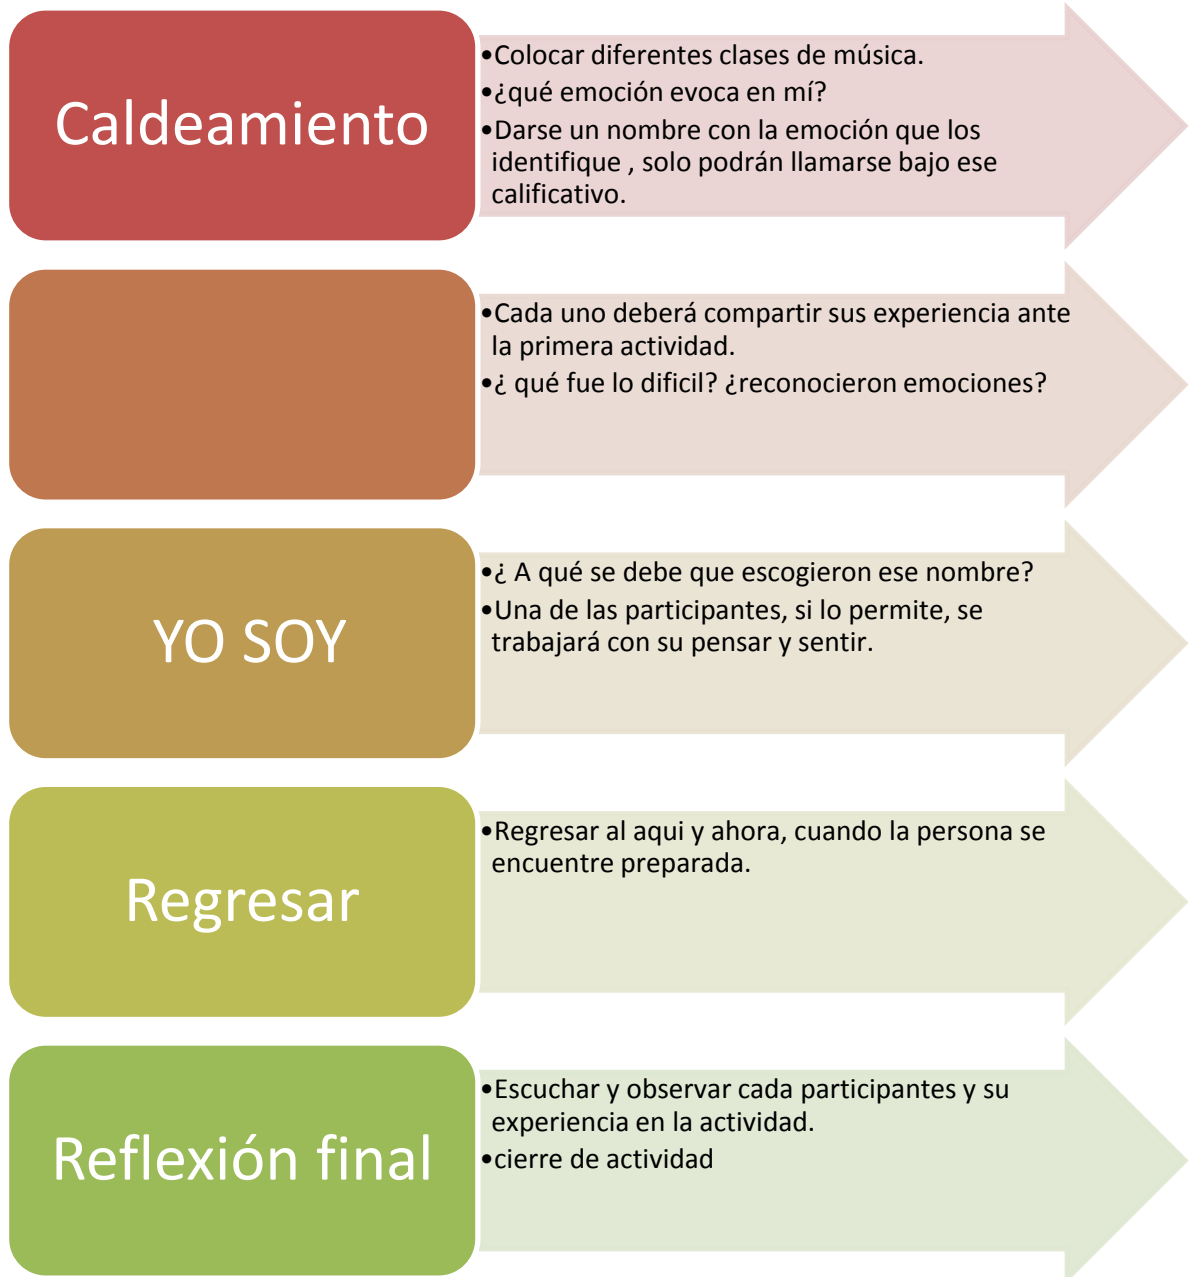 Caldeamiento
•Colocar diferentes clases de música.
•¿qué emoción evoca en mí?
•Darse un nombre con la emoción que los
identifique , solo podrán llamarse bajo ese
calificativo.
•Cada uno deberá compartir sus experiencia ante
la primera actividad.
•¿ qué fue lo dificil? ¿reconocieron emociones?
YO SOY
•¿ A qué se debe que escogieron ese nombre?
•Una de las participantes, si lo permite, se
trabajará con su pensar y sentir.
Regresar
•Regresar al aqui y ahora, cuando la persona se
encuentre preparada.
Reflexión final
•Escuchar y observar cada participantes y su
experiencia en la actividad.
•cierre de actividad